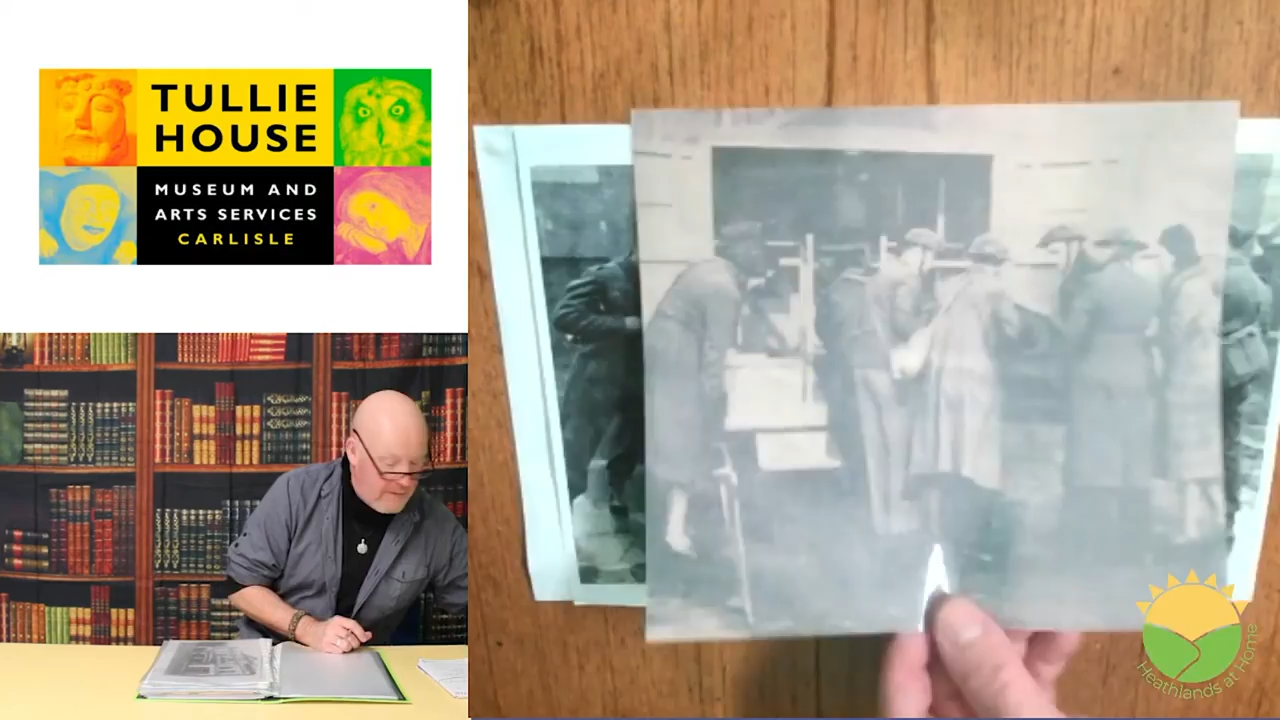 TULLIE
HOUSE
MUSEUM AND
ARTS SERVICES
CARLISLE
Heathlands at Home